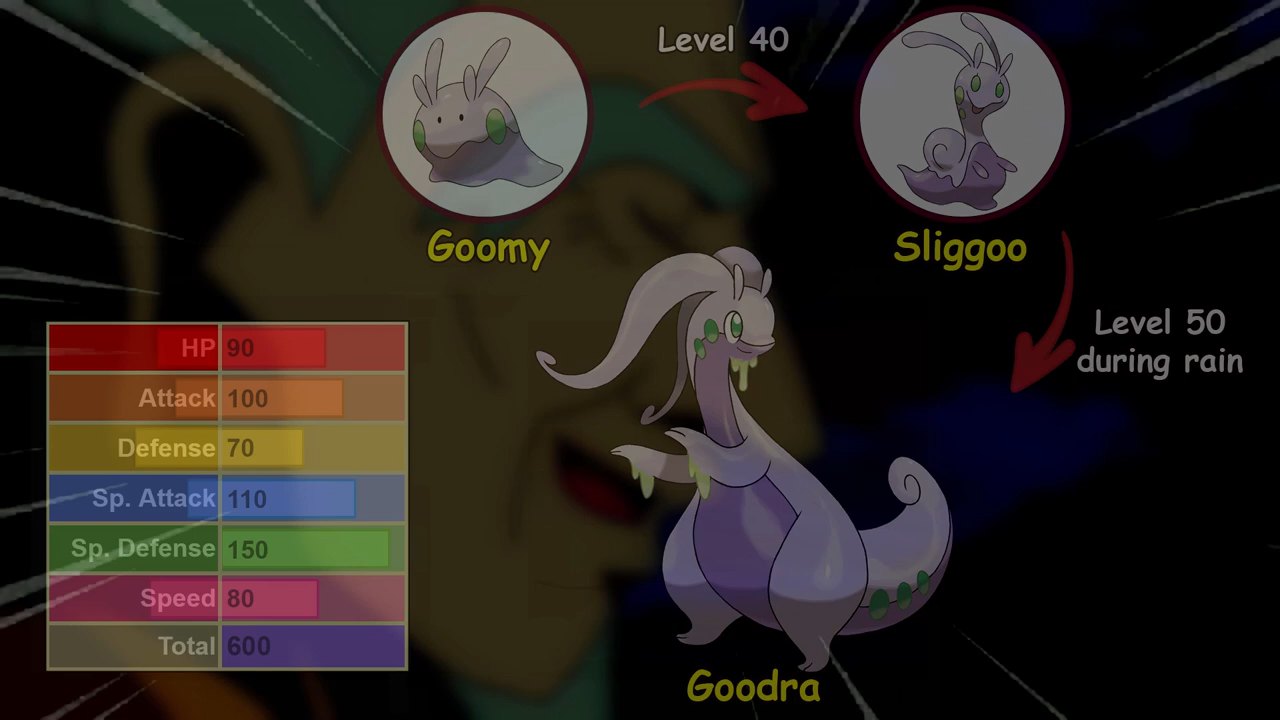 Level 40
Goomy
Sliggoo
Level 50
during rain
HP 90
Attack 100
Defense 70
Sp. Attack 110
Sp. Defense 150
Speed 80
Total 600
Goodra